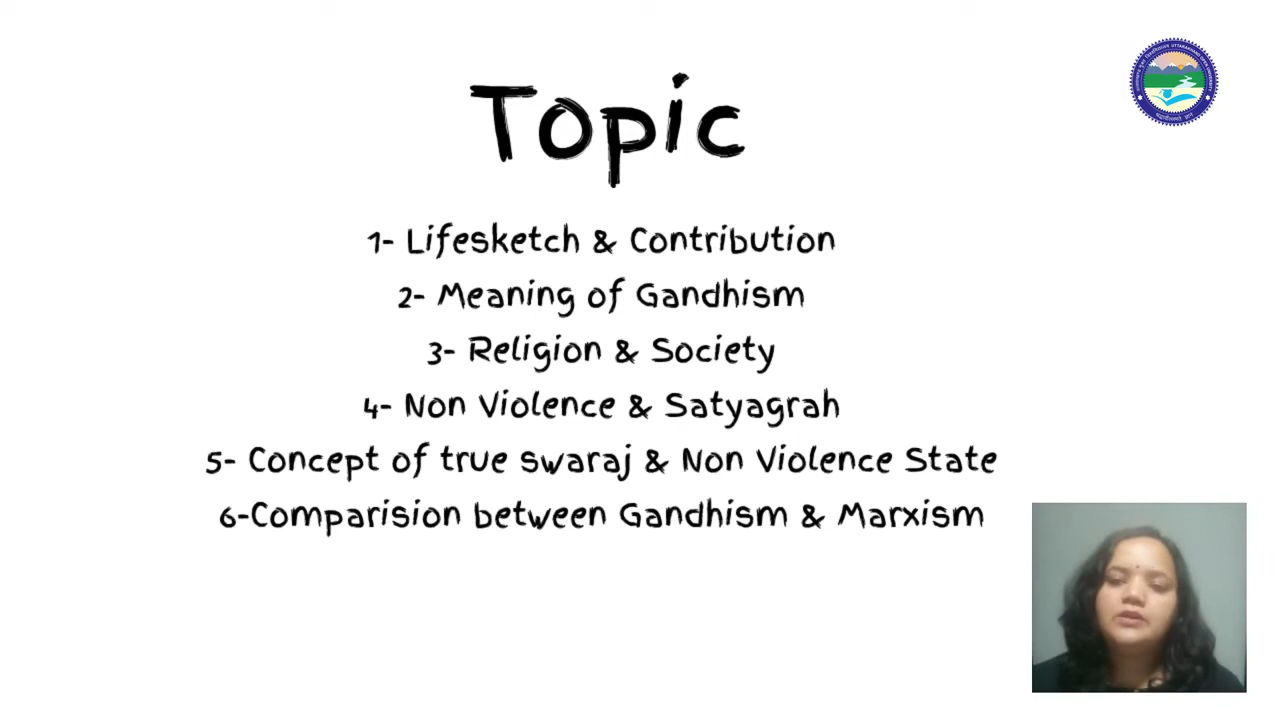 Topic
1- Lifesketch & Contribution
2- Meaning of Gandhism
3- Religion & Society
4- Non Violence & Satyagrah
5- Concept of true swaraj & Non Violence State
6-Comparision between Gandhism & Marxism